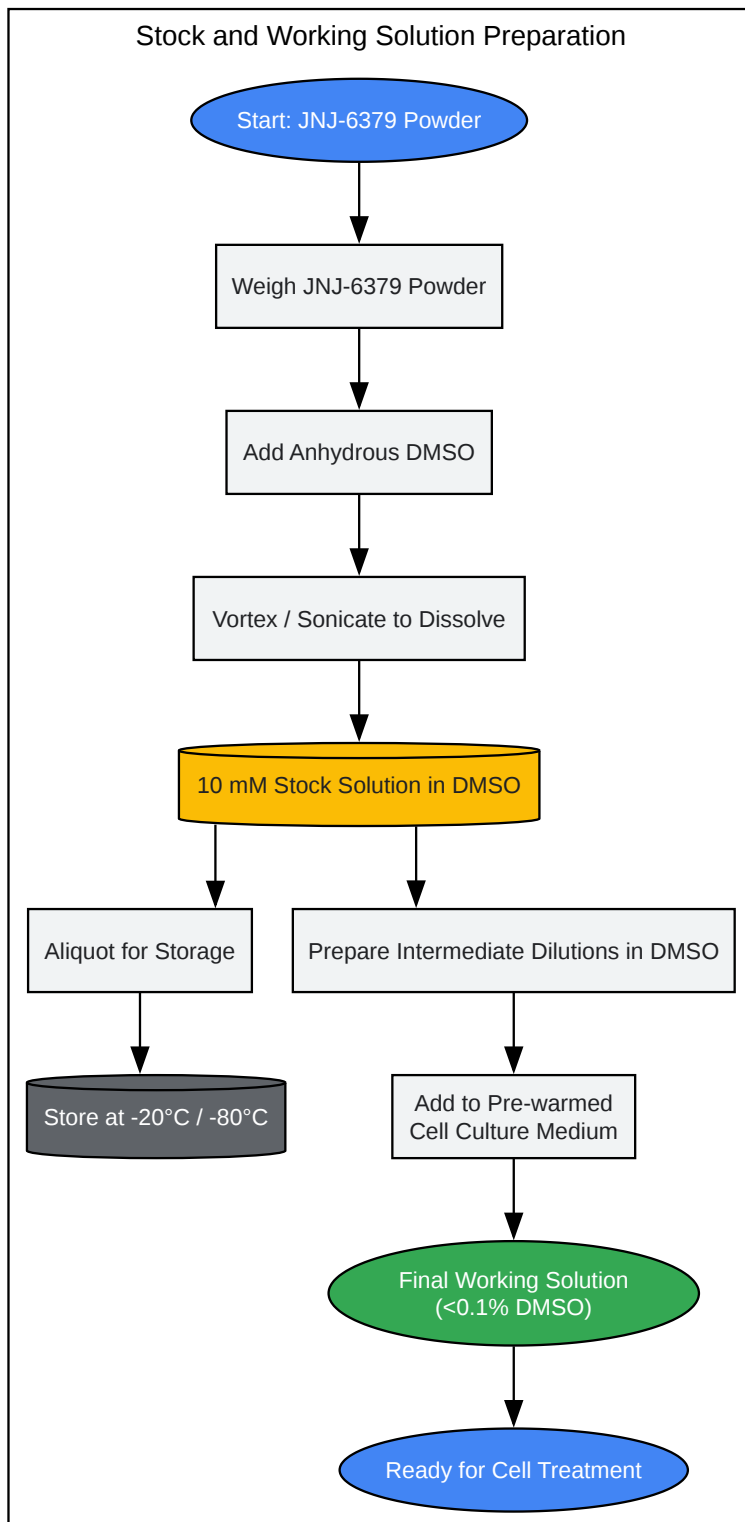 Stock and Working Solution Preparation
Start: JNJ-6379 Powder
Weigh JNJ-6379 Powder
Add Anhydrous DMSO
Vortex / Sonicate to Dissolve
10 mM Stock Solution in DMSO
Aliquot for Storage
Prepare Intermediate Dilutions in DMSO
Store at -20°C / -80°C
Add to Pre-warmed
Cell Culture Medium
Final Working Solution
(<0.1% DMSO)
Ready for Cell Treatment